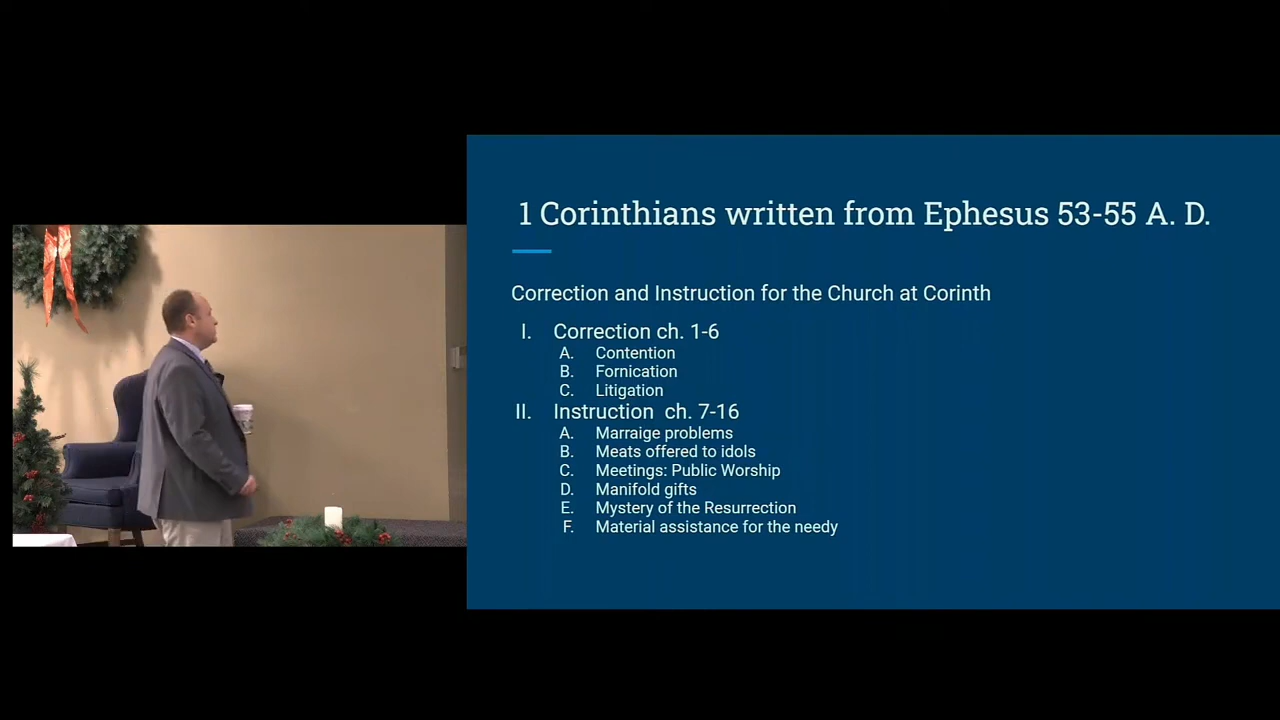 1 Corinthians written from Ephesus 53-55 A. D.
Correction and Instruction for the Church at Corinth
I. Correction ch. 1-6
A. Contention
B. Fornication
C. Litigation
II. Instruction ch. 7-16
A. Marraige problems
B. Meats offered to idols
C. Meetings: Public Worship
D. Manifold gifts
E. Mystery of the Resurrection
F. Material assistance for the needy